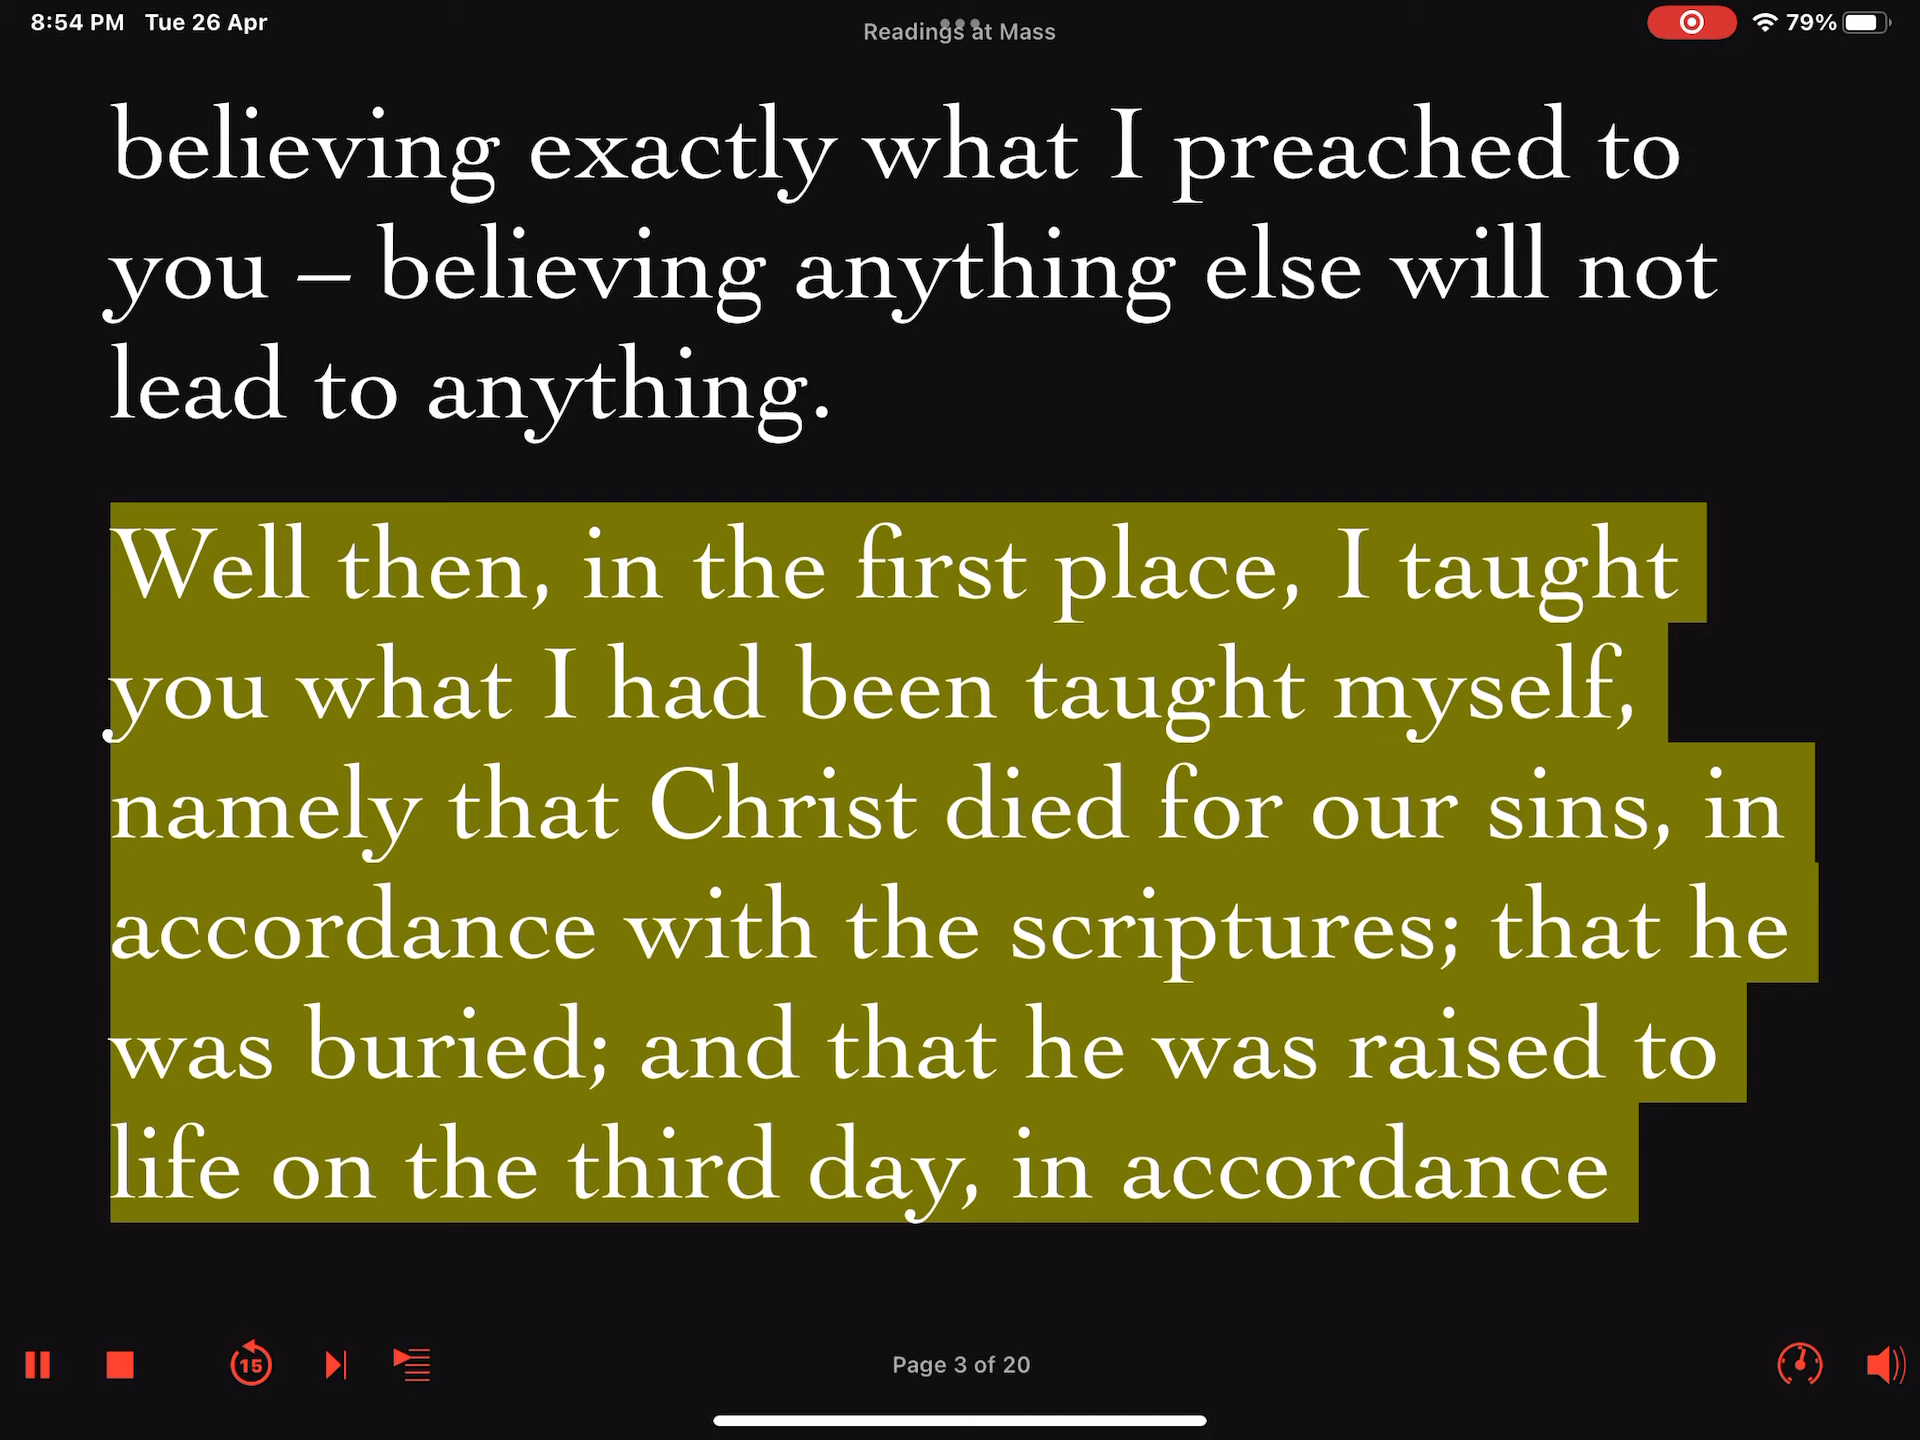 8:54 PM Tue 26 Apr
Readings at Mass
79%
believing exactly what I preached to
you – believing anything else will not
lead to anything.
Well then, in the first place, I taught
you what I had been taught myself,
namely that Christ died for our sins, in
accordance with the scriptures; that he
was buried; and that he was raised to
life on the third day, in accordance
15
Page 3 of 20